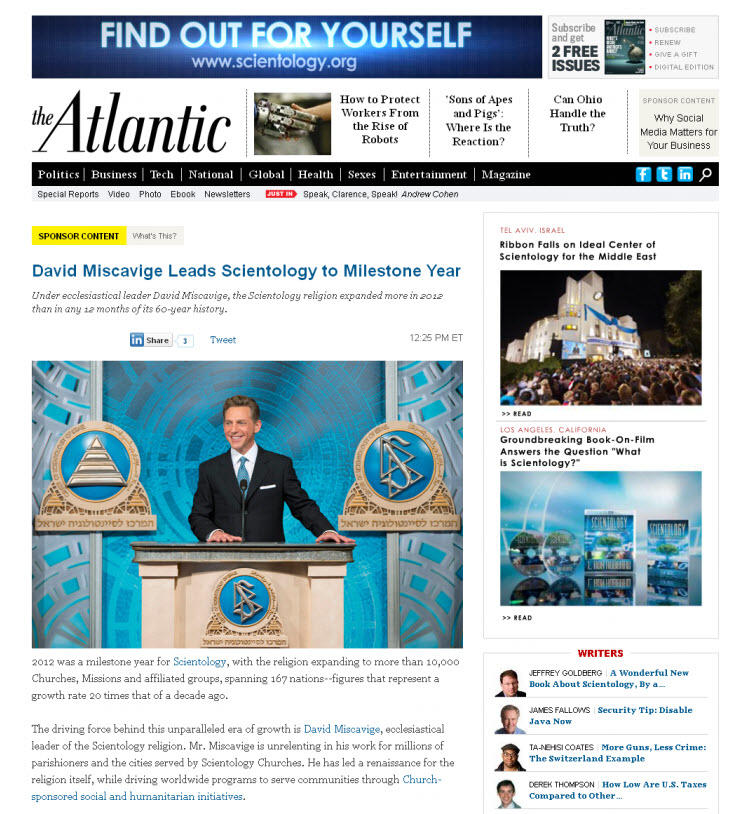 FIND OUT FOR YOURSELF
www.scientology.org
Subscribe
and get
2 FREE
ISSUES
the Atlantic
• SUBSCRIBE
• RENEW
• GIVE A GIFT
• DIGITAL EDITION
the Atlantic
How to Protect
Workers From
the Rise of
Robots
'Sons of Apes
and Pigs':
Where Is the
Reaction?
Can Ohio
Handle the
Truth?
SPONSOR CONTENT
Why Social
Media Matters for
Your Business
Politics | Business | Tech | National | Global | Health | Sexes | Entertainment | Magazine
Special Reports Video Photo Ebook Newsletters JUST IN Speak, Clarence, Speak! Andrew Cohen
SPONSOR CONTENT What's This?
David Miscavige Leads Scientology to Milestone Year
Under ecclesiastical leader David Miscavige, the Scientology religion expanded more in 2012
than in any 12 months of its 60-year history.
in Share 3 Tweet 12:25 PM ET
המרכז לסיינטולוגיה ישראל
המרכז לסיינטולוגיה ישראל
2012 was a milestone year for Scientology, with the religion expanding to more than 10,000
Churches, Missions and affiliated groups, spanning 167 nations--figures that represent a
growth rate 20 times that of a decade ago.
The driving force behind this unparalleled era of growth is David Miscavige, ecclesiastical
leader of the Scientology religion. Mr. Miscavige is unrelenting in his work for millions of
parishioners and the cities served by Scientology Churches. He has led a renaissance for the
religion itself, while driving worldwide programs to serve communities through Church-
sponsored social and humanitarian initiatives.
TEL AVIV, ISRAEL
Ribbon Falls on Ideal Center of
Scientology for the Middle East
>> READ
LOS ANGELES, CALIFORNIA
Groundbreaking Book-On-Film
Answers the Question "What
is Scientology?"
SCIENTOLOGY
L. RON HUBBARD
SCIENTOLOGY
>> READ
WRITERS
JEFFREY GOLDBERG | A Wonderful New
Book About Scientology, By a...
JAMES FALLOWS | Security Tip: Disable
Java Now
TA-NEHISI COATES | More Guns, Less Crime:
The Switzerland Example
DEREK THOMPSON | How Low Are U.S. Taxes
Compared to Other...